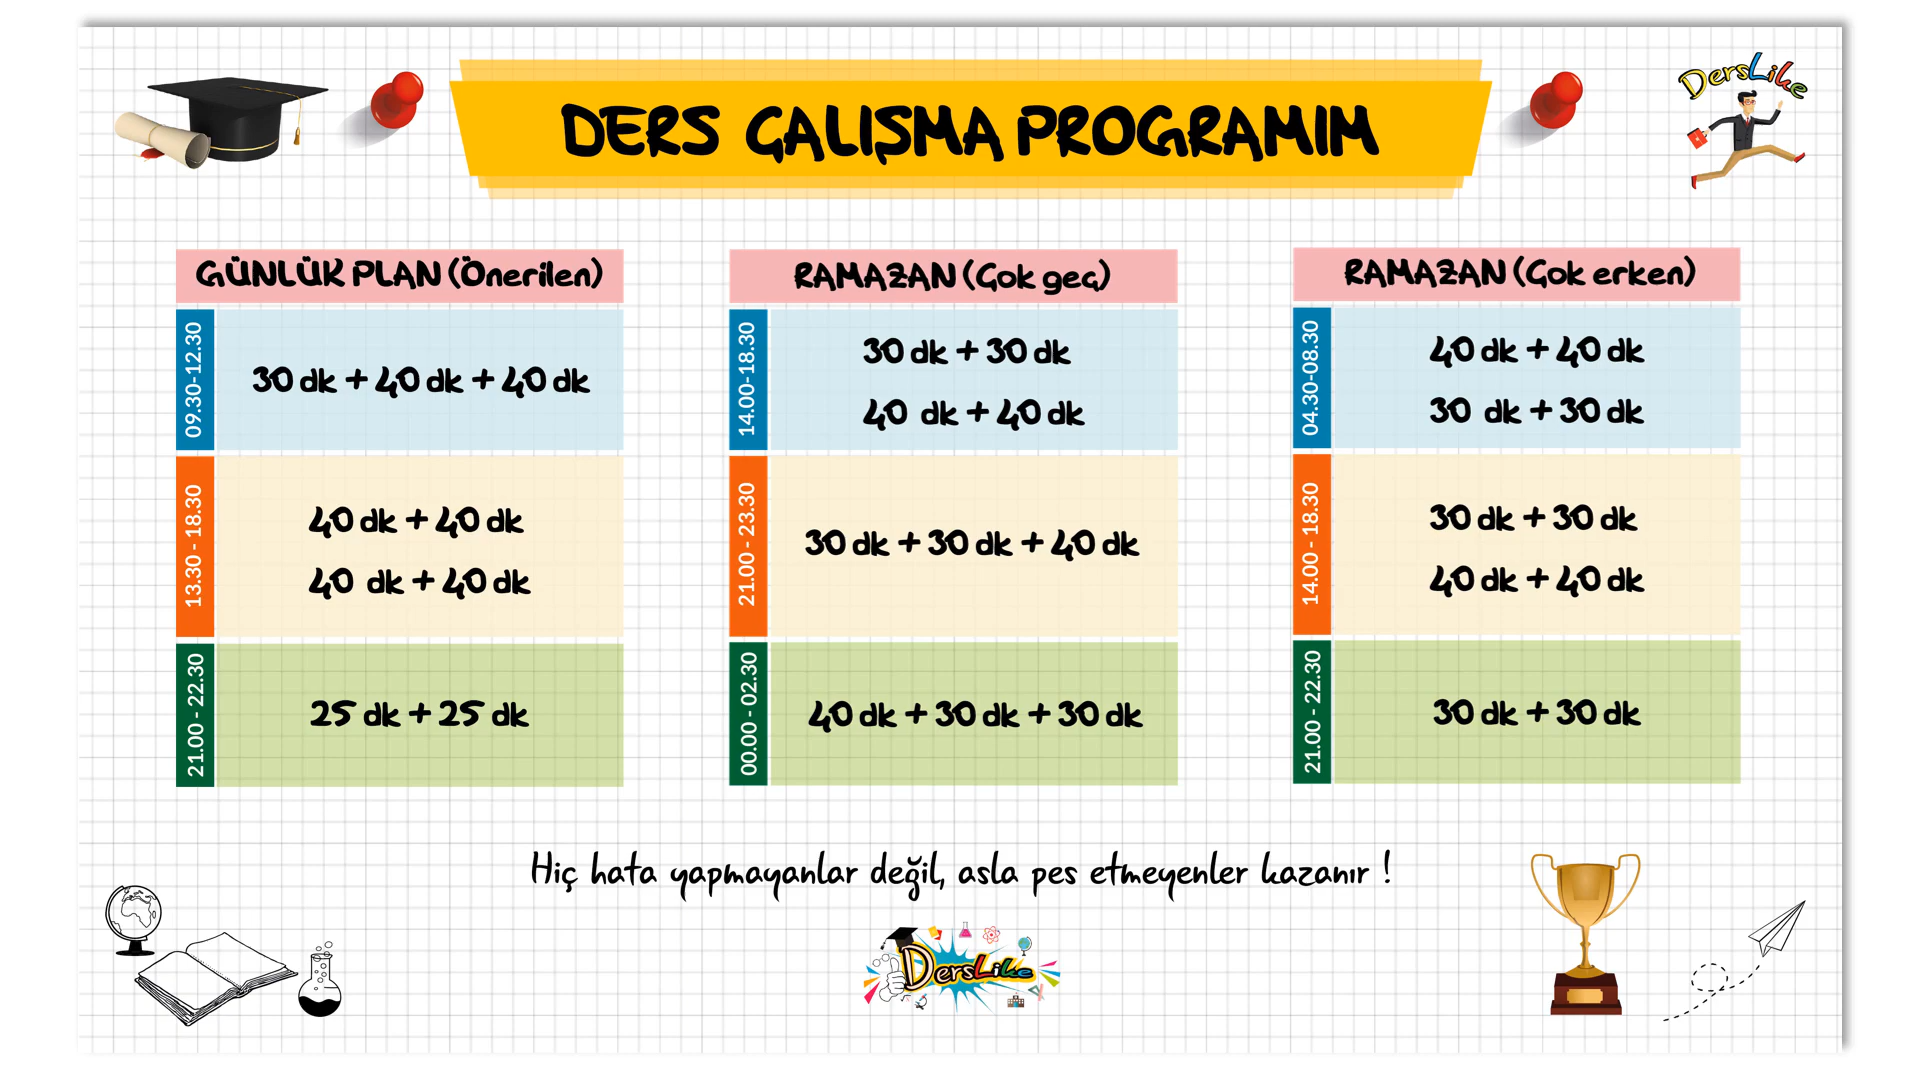 DersLike
DERS ÇALIŞMA PROGRAMIM
GÜNLÜK PLAN (Önerilen)
09.30-12.30
30 dk + 40 dk + 40 dk
13.30 - 18.30
40 dk + 40 dk
40 dk + 40 dk
21.00 - 22.30
25 dk + 25 dk
RAMAZAN (Çok geç)
14.00-18.30
30 dk + 30 dk
40 dk + 40 dk
21.00 - 23.30
30 dk + 30 dk + 40 dk
00.00 - 02.30
40 dk + 30 dk + 30 dk
RAMAZAN (Çok erken)
04.30-08.30
40 dk + 40 dk
30 dk + 30 dk
14.00 - 18.30
30 dk + 30 dk
40 dk + 40 dk
21.00 - 22.30
30 dk + 30 dk
Hiç hata yapmayanlar değil, asla pes etmeyenler kazanır !
DersLike